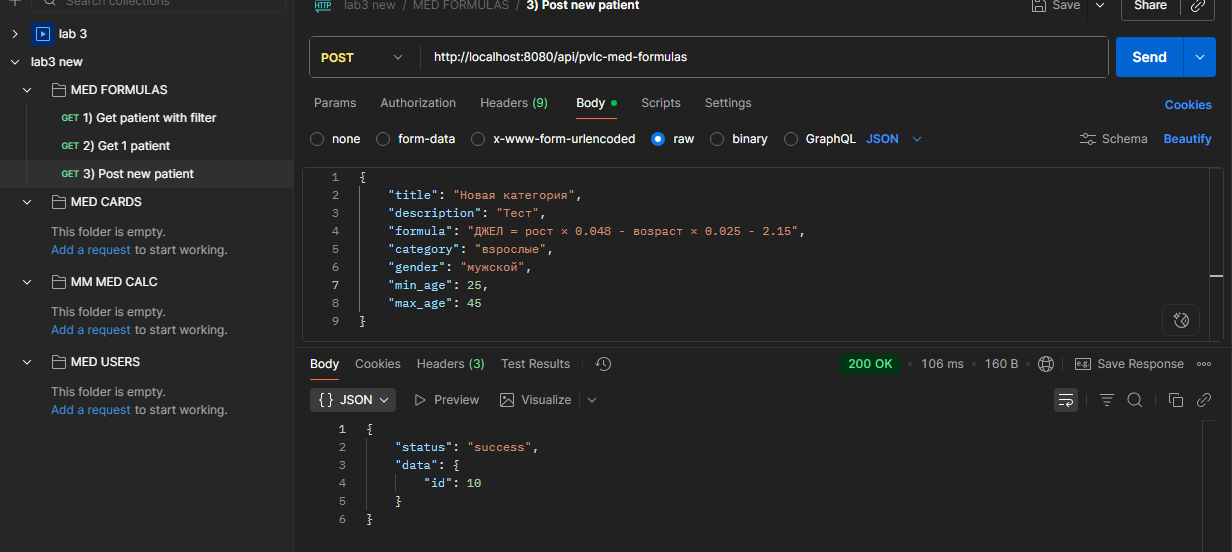 Search collections
lab3 new / MED FORMULAS / 3) Post new patient
Save
Share
HTTP
lab 3
lab3 new
MED FORMULAS
GET 1) Get patient with filter
GET 2) Get 1 patient
GET 3) Post new patient
MED CARDS
This folder is empty.
Add a request to start working.
MM MED CALC
This folder is empty.
Add a request to start working.
MED USERS
This folder is empty.
Add a request to start working.
POST
http://localhost:8080/api/pvlc-med-formulas
Send
Params Authorization Headers (9) Body Scripts Settings
Cookies
none form-data x-www-form-urlencoded raw binary GraphQL JSON
Schema Beautify
1 {
2 "title": "Новая категория",
3 "description": "Тест",
4 "formula": "ДЖЕЛ = рост × 0.048 - возраст × 0.025 - 2.15",
5 "category": "взрослые",
6 "gender": "мужской",
7 "min_age": 25,
8 "max_age": 45
9 }
Body Cookies Headers (3) Test Results
200 OK • 106 ms • 160 B
e.g. Save Response
{} JSON Preview Visualize
1 {
2 "status": "success",
3 "data": {
4 "id": 10
5 }
6 }